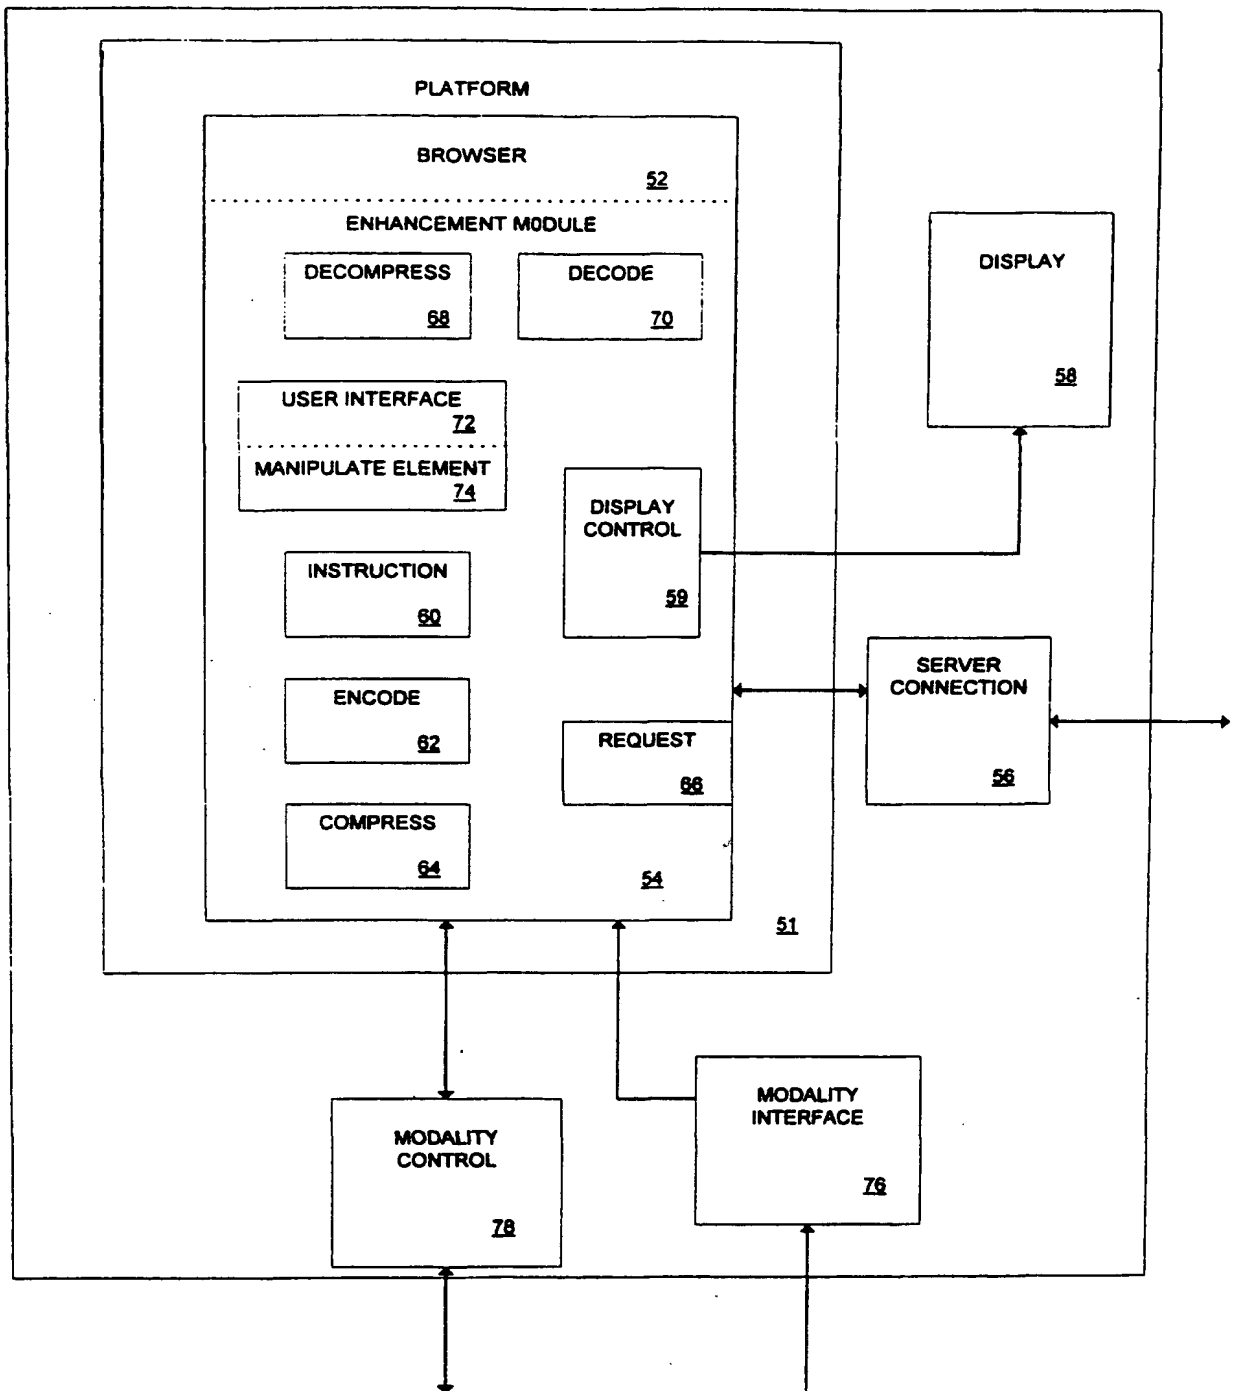 PLATFORM
BROWSER
52
ENHANCEMENT MODULE
DECOMPRESS
68
DECODE
70
DISPLAY
58
USER INTERFACE
72
MANIPULATE ELEMENT
74
DISPLAY
CONTROL
59
INSTRUCTION
60
SERVER
CONNECTION
56
ENCODE
62
REQUEST
66
COMPRESS
64
54
51
MODALITY
INTERFACE
76
MODALITY
CONTROL
78